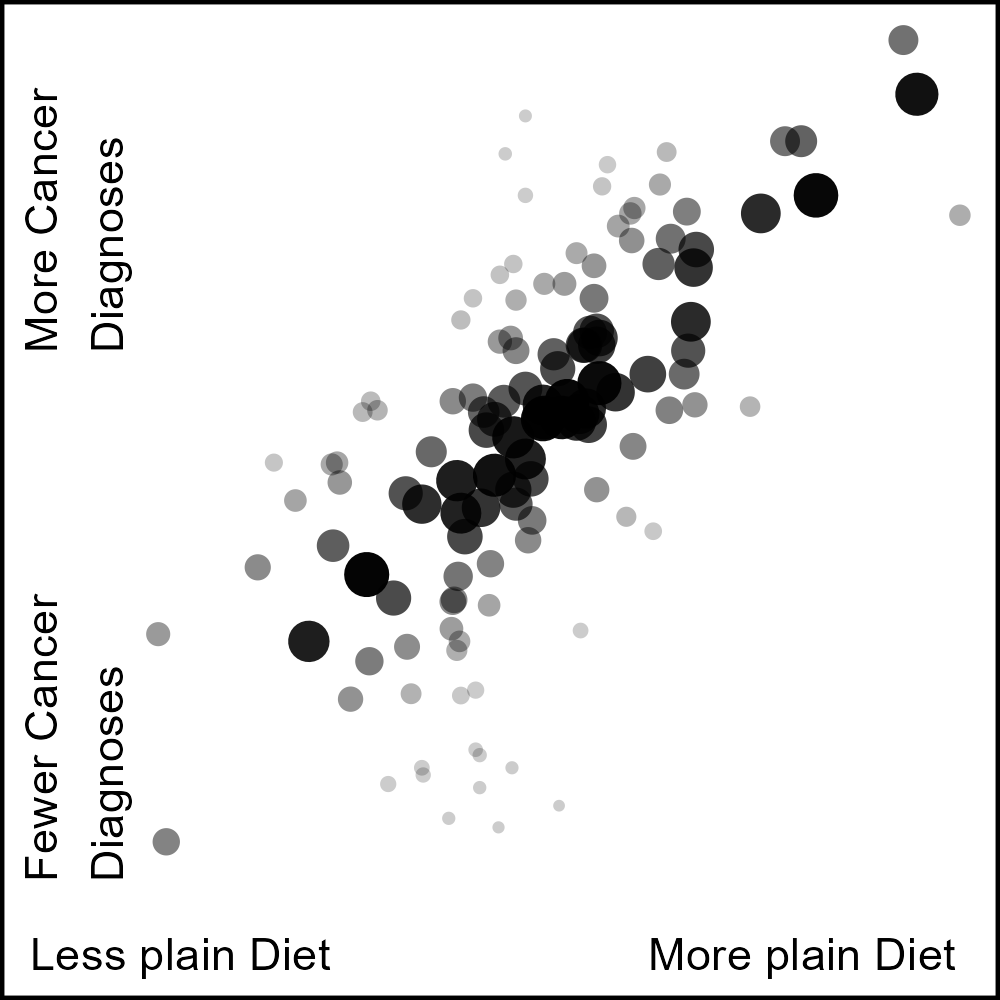 More Cancer
Diagnoses
Fewer Cancer
Diagnoses
Less plain Diet
More plain Diet